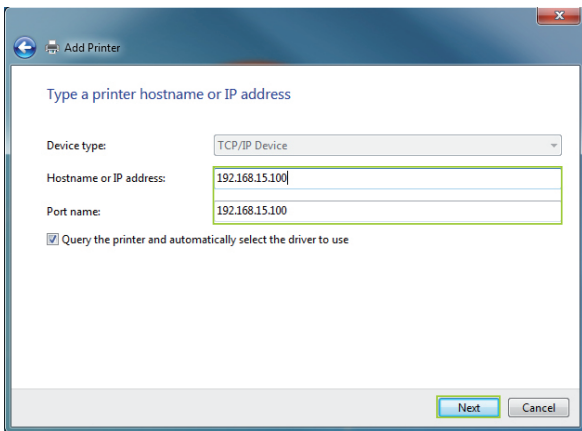 Add Printer
Type a printer hostname or IP address
Device type: TCP/IP Device
Hostname or IP address: 192.168.15.100
Port name: 192.168.15.100
Query the printer and automatically select the driver to use
Next Cancel